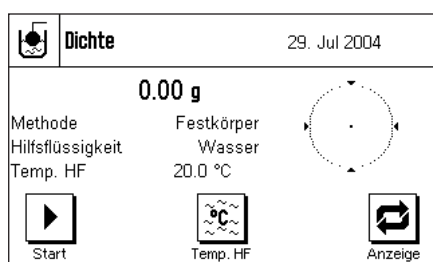 Dichte 29. Jul 2004
0.00 g
Methode Festkörper
Hilfsflüssigkeit Wasser
Temp. HF 20.0 °C
°C
Start Temp. HF Anzeige